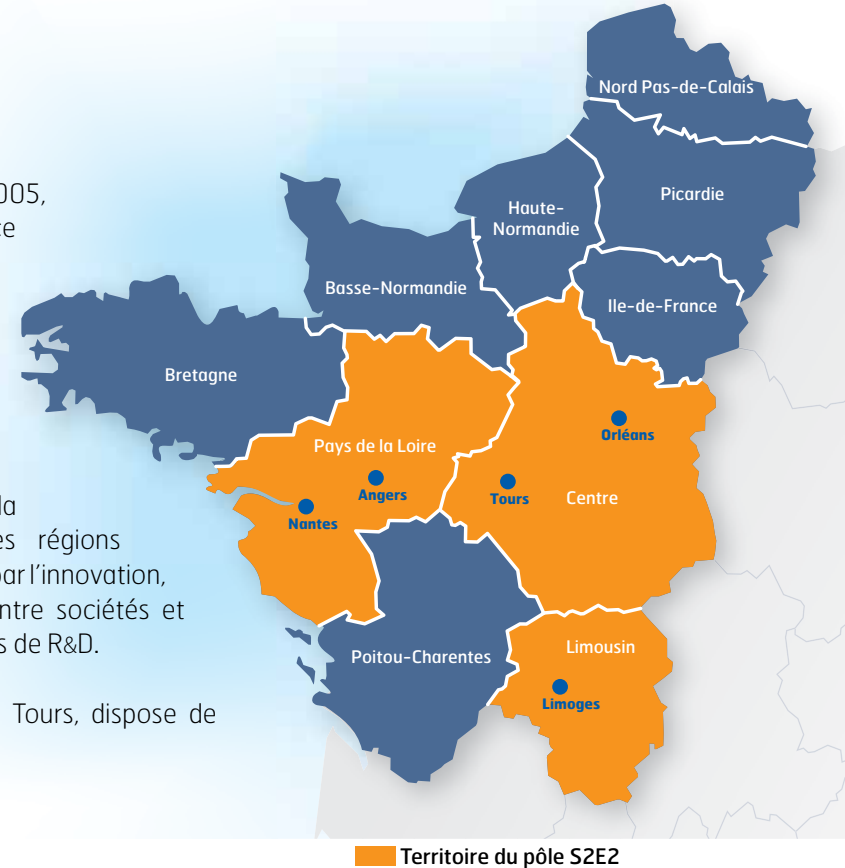 005,
ce
la
es régions
par l'innovation,
ntre sociétés et
s de R&D.
Tours, dispose de
Nord Pas-de-Calais
Picardie
Haute-
Normandie
Basse-Normandie
Ile-de-France
Bretagne
Pays de la Loire
Orléans
Angers
Tours
Centre
Nantes
Poitou-Charentes
Limousin
Limoges
Territoire du pôle S2E2